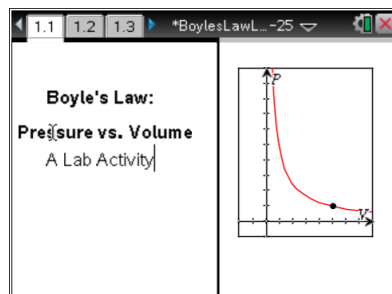 1.1 1.2 1.3 *BoylesLawL...-25
Boyle's Law:
Pressure vs. Volume
A Lab Activity
P
V